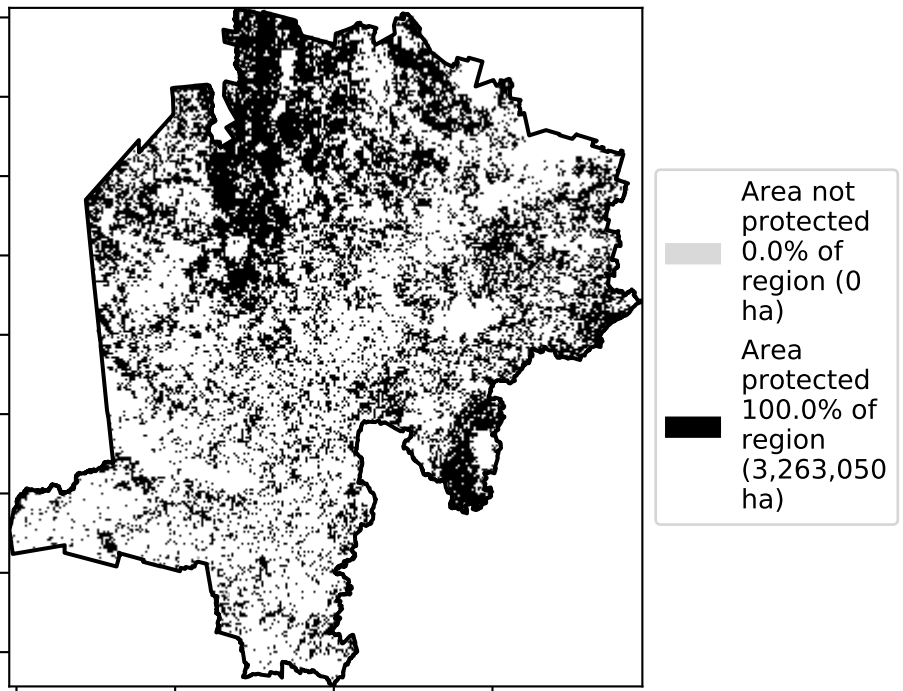 Area not
protected
0.0% of
region (0
ha)
Area
protected
100.0% of
region
(3,263,050
ha)